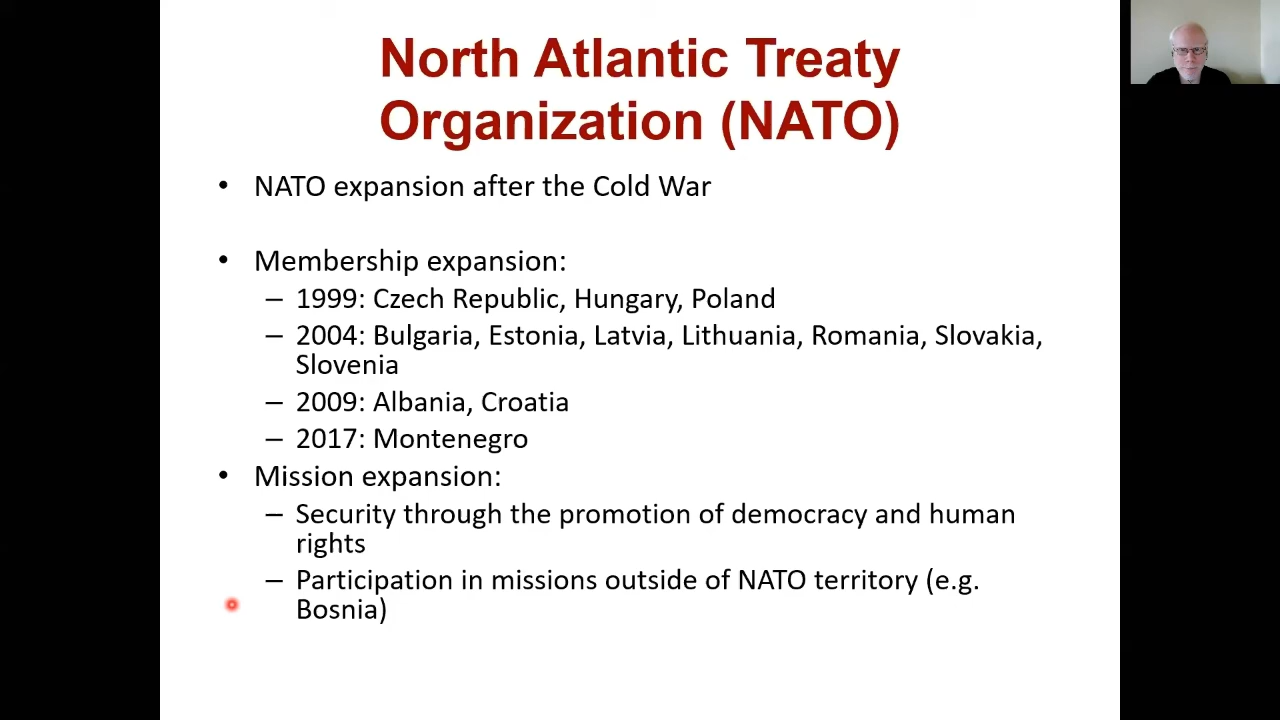 North Atlantic Treaty
Organization (NATO)
• NATO expansion after the Cold War
• Membership expansion:
– 1999: Czech Republic, Hungary, Poland
– 2004: Bulgaria, Estonia, Latvia, Lithuania, Romania, Slovakia,
Slovenia
– 2009: Albania, Croatia
– 2017: Montenegro
• Mission expansion:
– Security through the promotion of democracy and human
rights
– Participation in missions outside of NATO territory (e.g.
Bosnia)